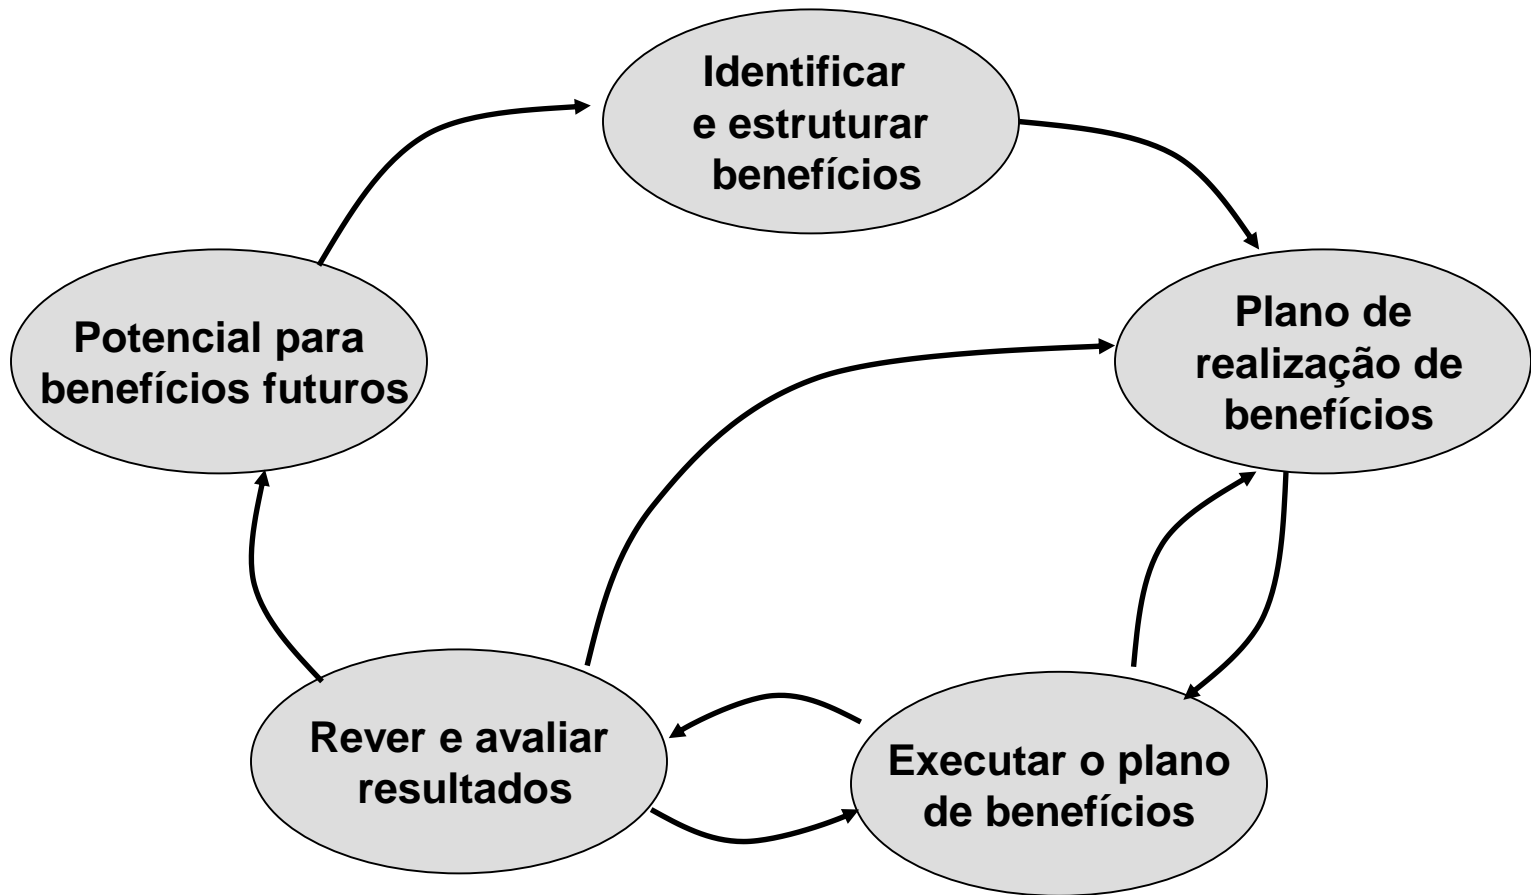 Identificar
e estruturar
benefícios
Potencial para
benefícios futuros
Plano de
realização de
benefícios
Rever e avaliar
resultados
Executar o plano
de benefícios